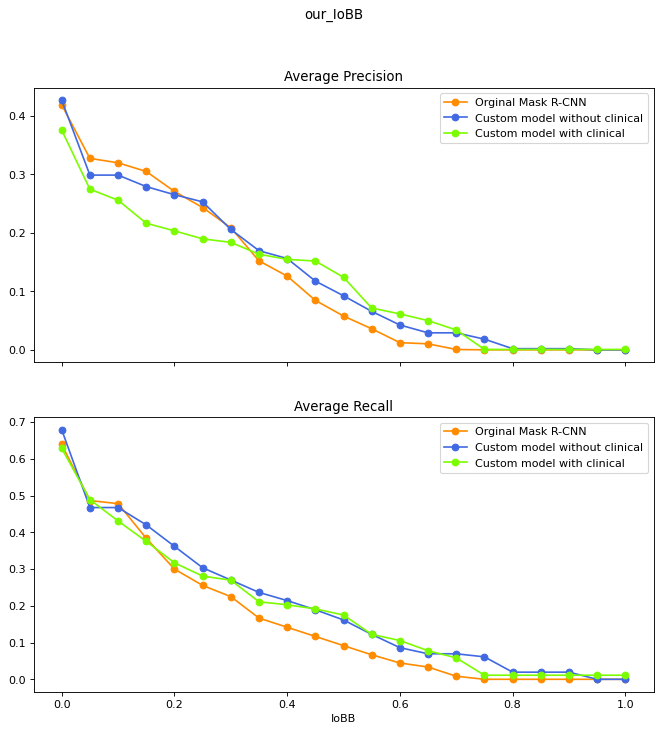 our_IoBB
Average Precision
Orginal Mask R-CNN
Custom model without clinical
Custom model with clinical
0.4
0.3
0.2
0.1
0.0
Average Recall
Orginal Mask R-CNN
Custom model without clinical
Custom model with clinical
0.7
0.6
0.5
0.4
0.3
0.2
0.1
0.0
0.0 0.2 0.4 0.6 0.8 1.0
IoBB